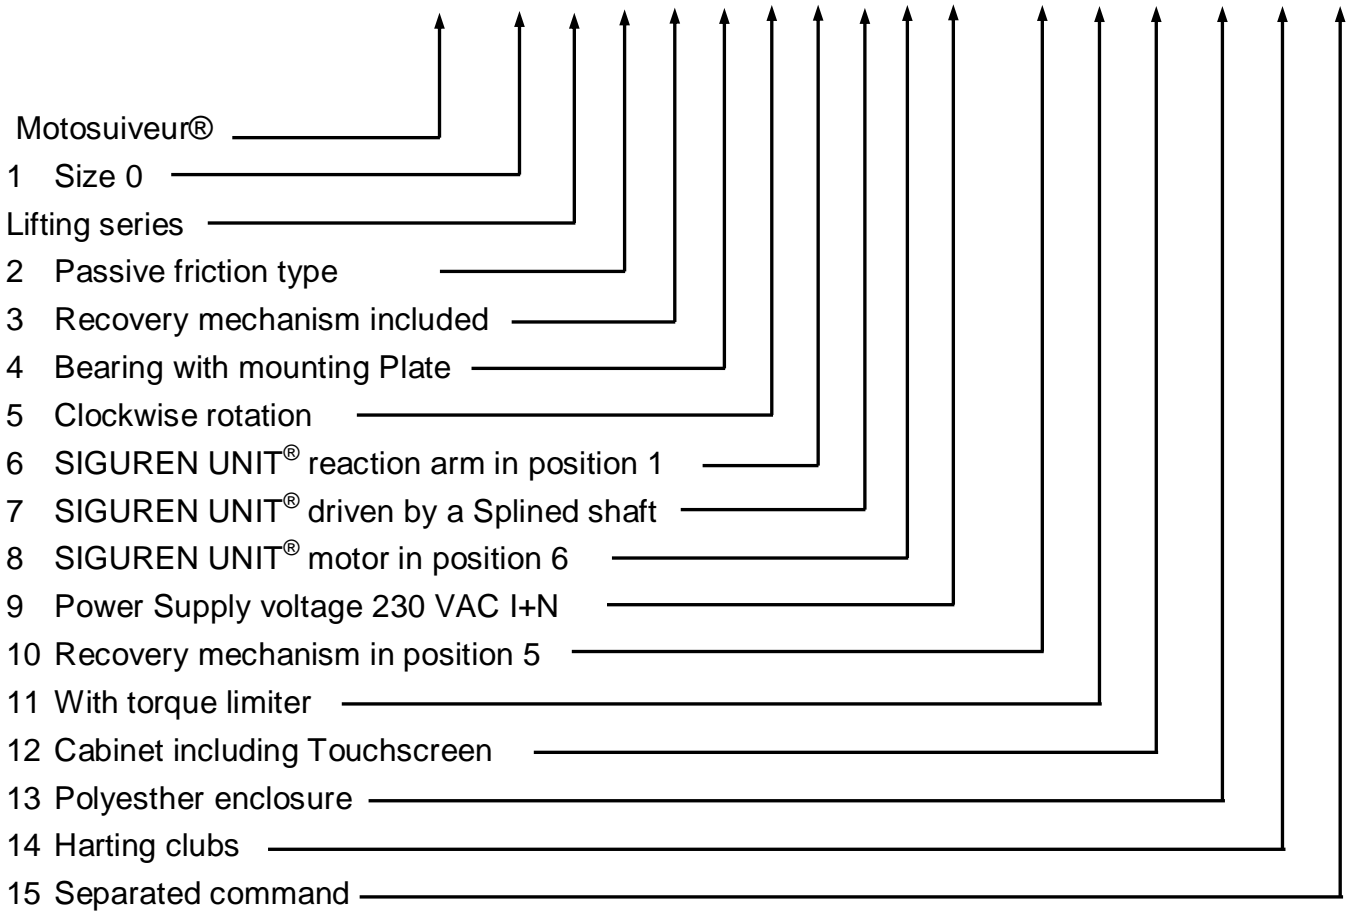 Motosuiveur®
1 Size 0
Lifting series
2 Passive friction type
3 Recovery mechanism included
4 Bearing with mounting Plate
5 Clockwise rotation
6 SIGUREN UNIT® reaction arm in position 1
7 SIGUREN UNIT® driven by a Splined shaft
8 SIGUREN UNIT® motor in position 6
9 Power Supply voltage 230 VAC I+N
10 Recovery mechanism in position 5
11 With torque limiter
12 Cabinet including Touchscreen
13 Polyesther enclosure
14 Harting clubs
15 Separated command